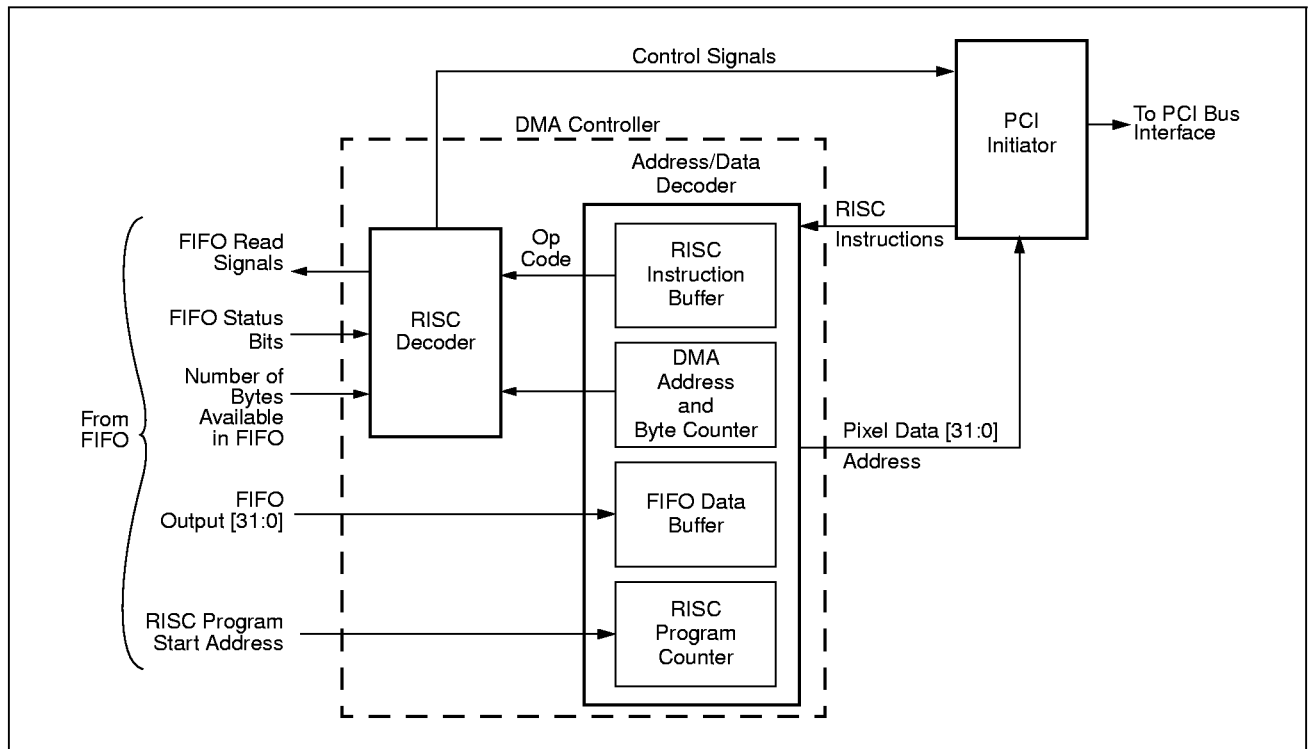 Control Signals
PCI
Initiator
To PCI Bus
Interface
DMA Controller
Address/Data
Decoder
RISC
Instructions
FIFO Read
Signals
Op
Code
RISC
Instruction
Buffer
FIFO Status
Bits
RISC
Decoder
Number of
Bytes
Available
in FIFO
DMA
Address
and
Byte Counter
From
FIFO
Pixel Data [31:0]
Address
FIFO
Output [31:0]
FIFO Data
Buffer
RISC Program
Start Address
RISC
Program
Counter